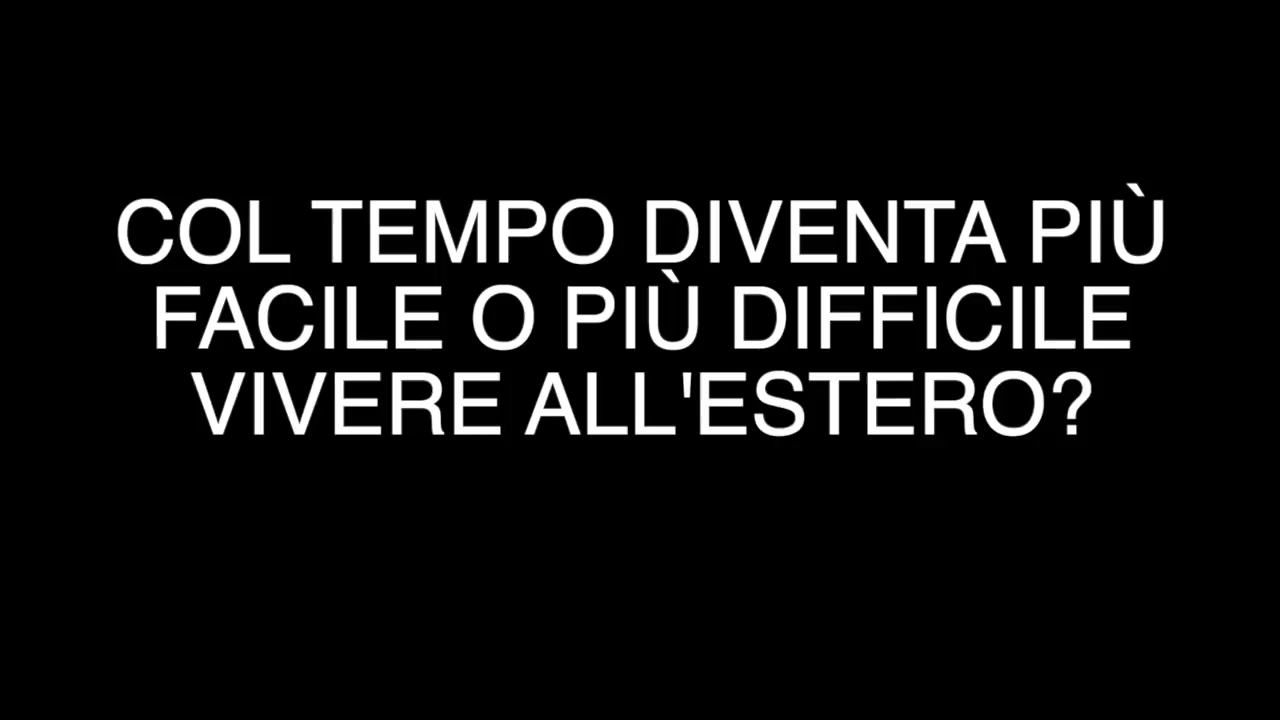 COL TEMPO DIVENTA PIÙ
FACILE O PIÙ DIFFICILE
VIVERE ALL'ESTERO?